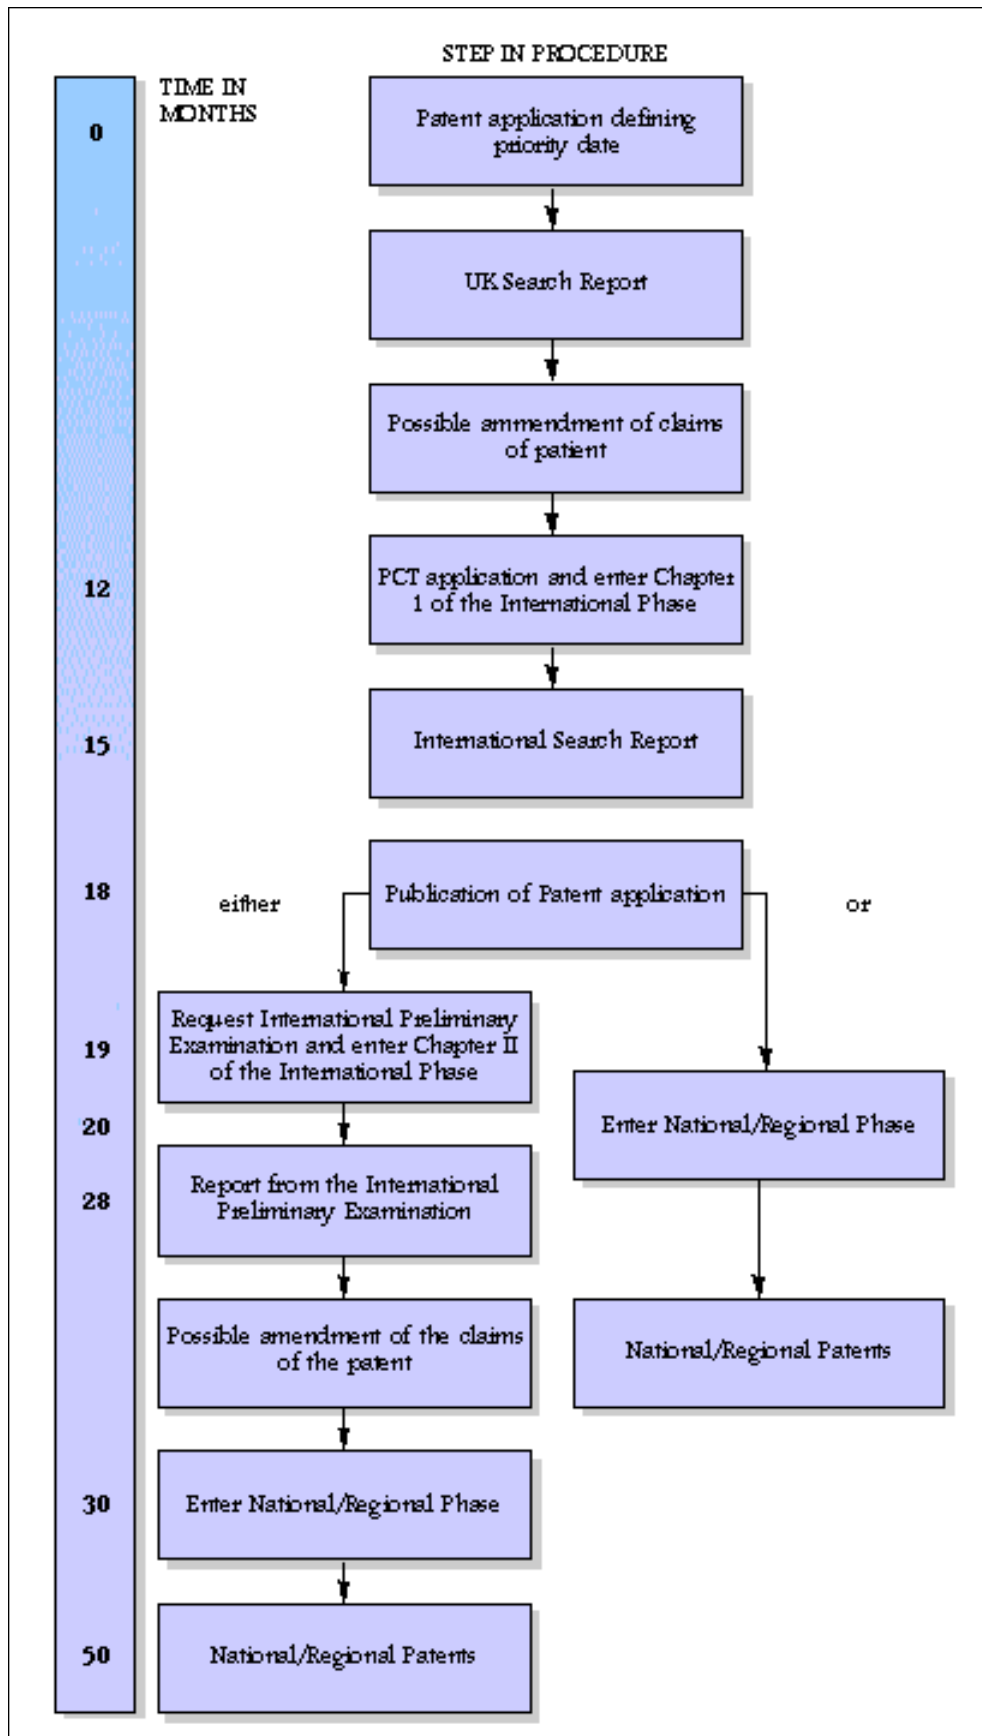 STEP IN PROCEDURE
TIME IN
MONTHS
0
Patent application defining
priority date
UK Search Report
Possible ammendment of claims
of patient
12
PCT application and enter Chapter
1 of the International Phase
15
International Search Report
18
either
Publication of Patent application
or
19
Request International Preliminary
Examination and enter Chapter II
of the International Phase
20
Enter National/Regional Phase
28
Report from the International
Preliminary Examination
Possible amendment of the claims
of the patent
National/Regional Patents
30
Enter National/Regional Phase
50
National/Regional Patents